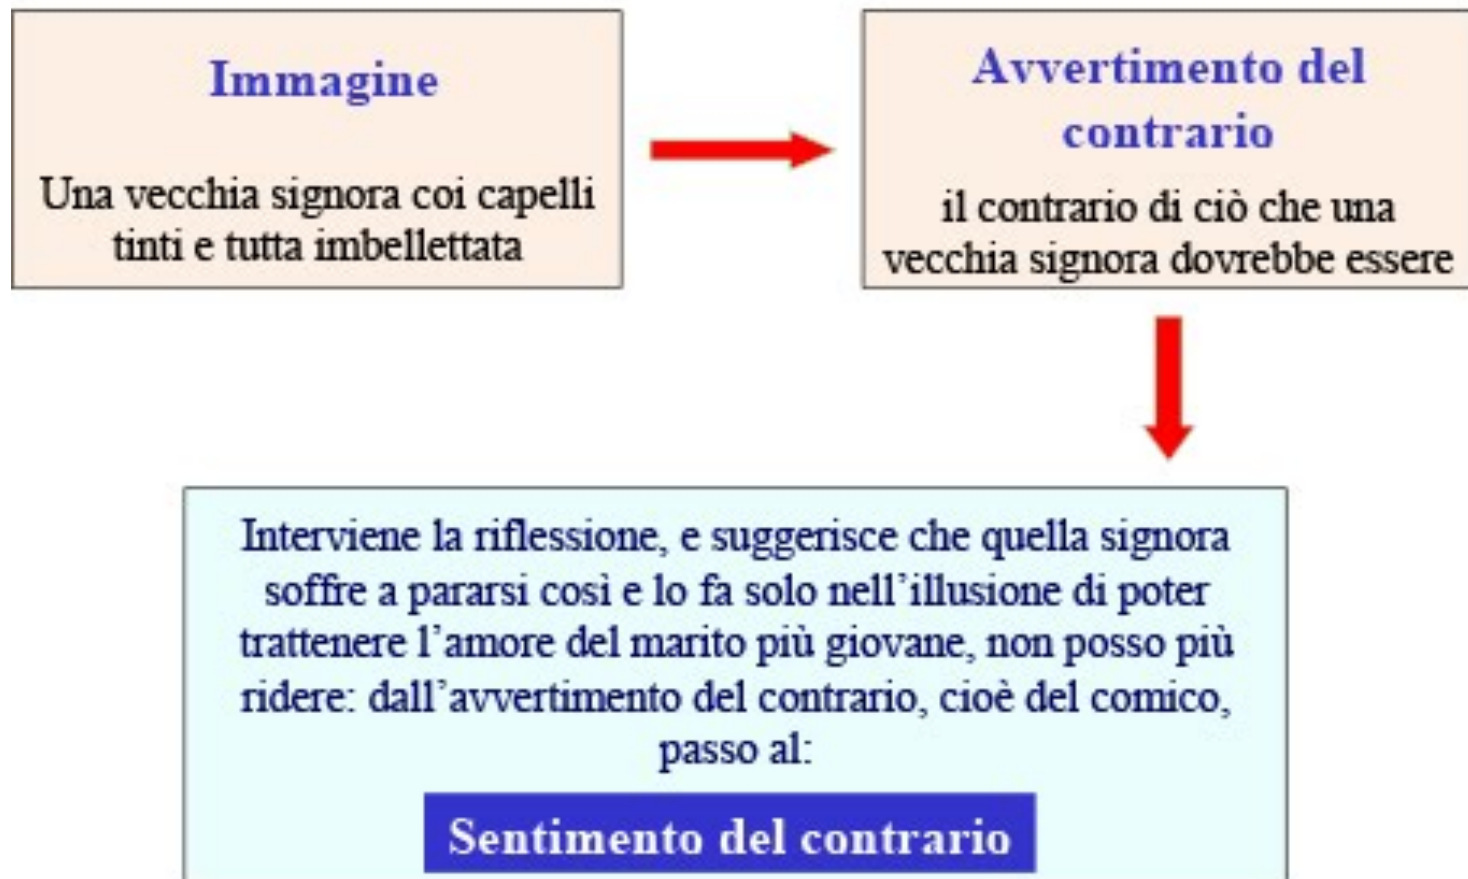 Immagine
Una vecchia signora coi capelli
tinti e tutta imbellettata
Avvertimento del
contrario
il contrario di ciò che una
vecchia signora dovrebbe essere
Interviene la riflessione, e suggerisce che quella signora
soffre a pararsi così e lo fa solo nell'illusione di poter
trattenere l'amore del marito più giovane, non posso più
ridere: dall'avvertimento del contrario, cioè del comico,
passo al:
Sentimento del contrario